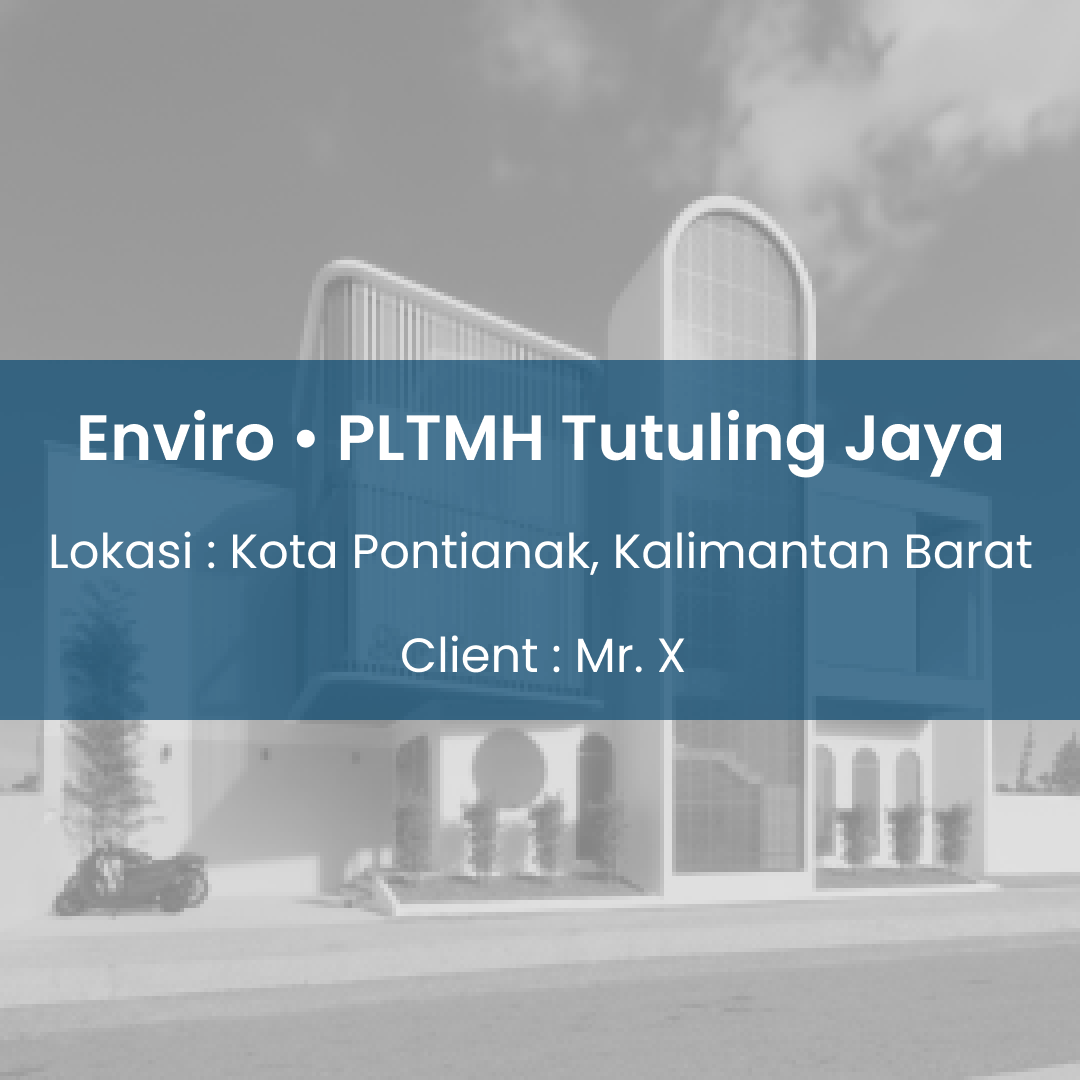 Enviro • PLTMH Tutuling Jaya
Lokasi : Kota Pontianak, Kalimantan Barat
Client : Mr. X